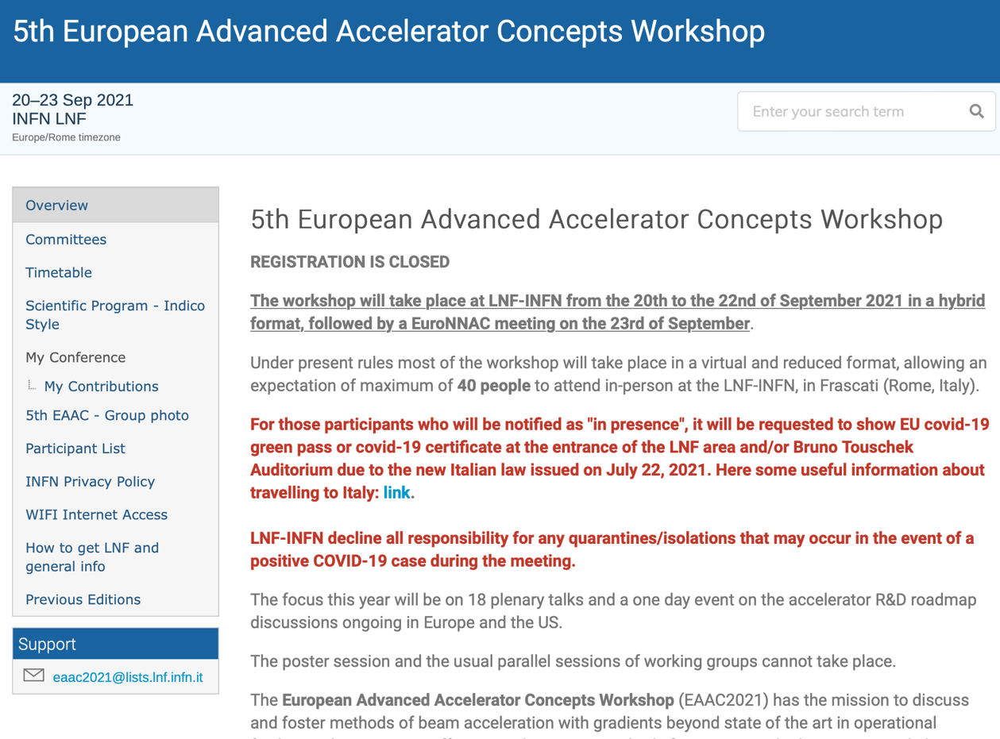 5th European Advanced Accelerator Concepts Workshop
20–23 Sep 2021
INFN LNF
Europe/Rome timezone
Enter your search term
Overview
Committees
Timetable
Scientific Program - Indico
Style
My Conference
My Contributions
5th EAAC - Group photo
Participant List
INFN Privacy Policy
WIFI Internet Access
How to get LNF and
general info
Previous Editions
Support
eaac2021@lists.lnf.infn.it
5th European Advanced Accelerator Concepts Workshop
REGISTRATION IS CLOSED
The workshop will take place at LNF-INFN from the 20th to the 22nd of September 2021 in a hybrid
format, followed by a EuroNNAC meeting on the 23rd of September.
Under present rules most of the workshop will take place in a virtual and reduced format, allowing an
expectation of maximum of 40 people to attend in-person at the LNF-INFN, in Frascati (Rome, Italy).
For those participants who will be notified as "in presence", it will be requested to show EU covid-19
green pass or covid-19 certificate at the entrance of the LNF area and/or Bruno Touschek
Auditorium due to the new Italian law issued on July 22, 2021. Here some useful information about
travelling to Italy: link.
LNF-INFN decline all responsibility for any quarantines/isolations that may occur in the event of a
positive COVID-19 case during the meeting.
The focus this year will be on 18 plenary talks and a one day event on the accelerator R&D roadmap
discussions ongoing in Europe and the US.
The poster session and the usual parallel sessions of working groups cannot take place.
The European Advanced Accelerator Concepts Workshop (EAAC2021) has the mission to discuss
and foster methods of beam acceleration with gradients beyond state of the art in operational